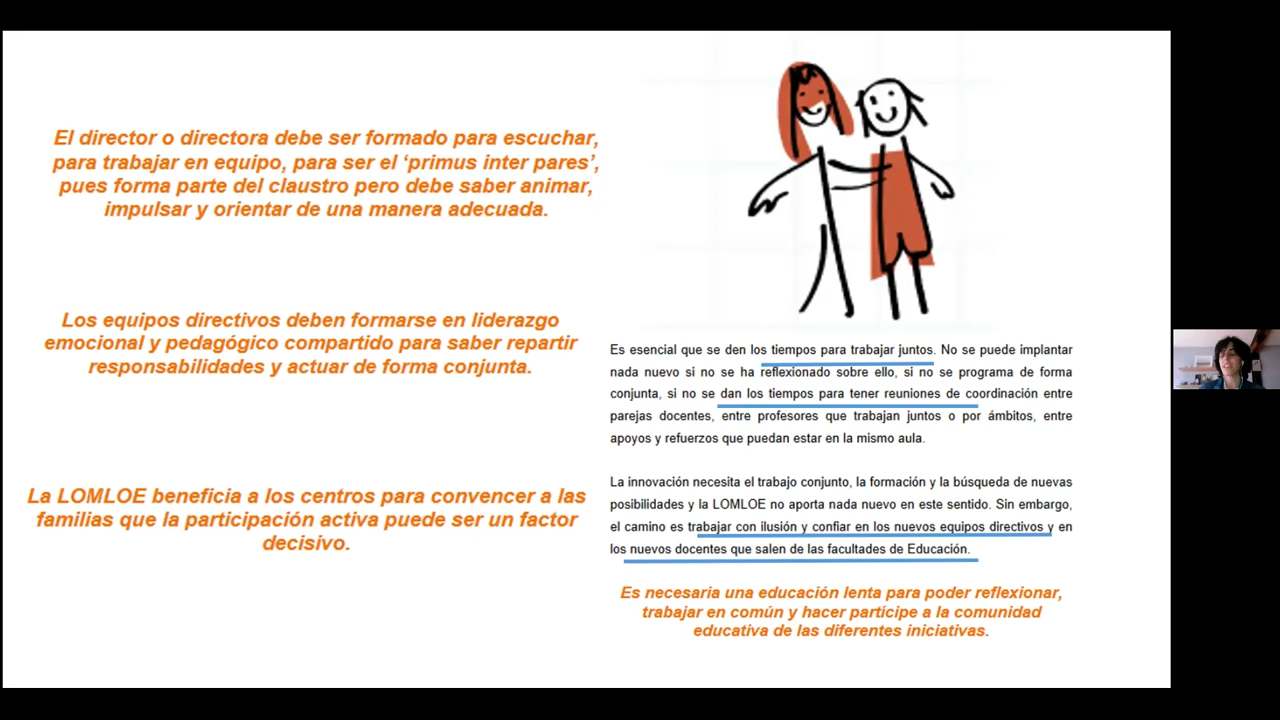 El director o directora debe ser formado para escuchar,
para trabajar en equipo, para ser el ‘primus inter pares’,
pues forma parte del claustro pero debe saber animar,
impulsar y orientar de una manera adecuada.
Los equipos directivos deben formarse en liderazgo
emocional y pedagógico compartido para saber repartir
responsabilidades y actuar de forma conjunta.
La LOMLOE beneficia a los centros para convencer a las
familias que la participación activa puede ser un factor
decisivo.
Es esencial que se den los tiempos para trabajar juntos. No se puede implantar
nada nuevo si no se ha reflexionado sobre ello, si no se programa de forma
conjunta, si no se dan los tiempos para tener reuniones de coordinación entre
parejas docentes, entre profesores que trabajan juntos o por ámbitos, entre
apoyos y refuerzos que puedan estar en la mismo aula.
La innovación necesita el trabajo conjunto, la formación y la búsqueda de nuevas
posibilidades y la LOMLOE no aporta nada nuevo en este sentido. Sin embargo,
el camino es trabajar con ilusión y confiar en los nuevos equipos directivos y en
los nuevos docentes que salen de las facultades de Educación.
Es necesaria una educación lenta para poder reflexionar,
trabajar en común y hacer partícipe a la comunidad
educativa de las diferentes iniciativas.